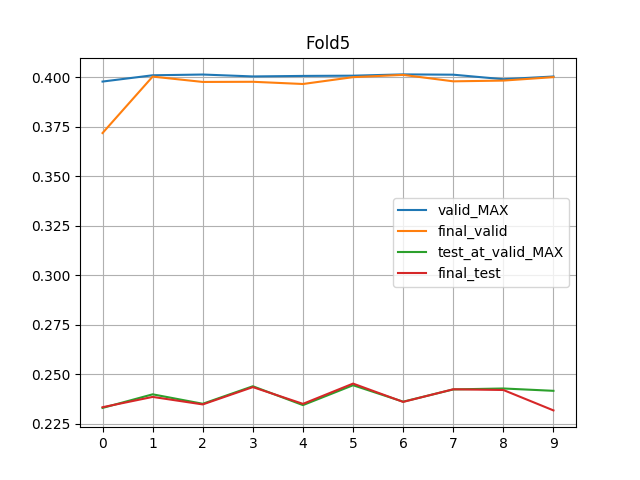 Fold5
0.400
0.375
0.350
0.325
0.300
0.275
0.250
0.225
valid_MAX
final_valid
test_at_valid_MAX
final_test
0 1 2 3 4 5 6 7 8 9